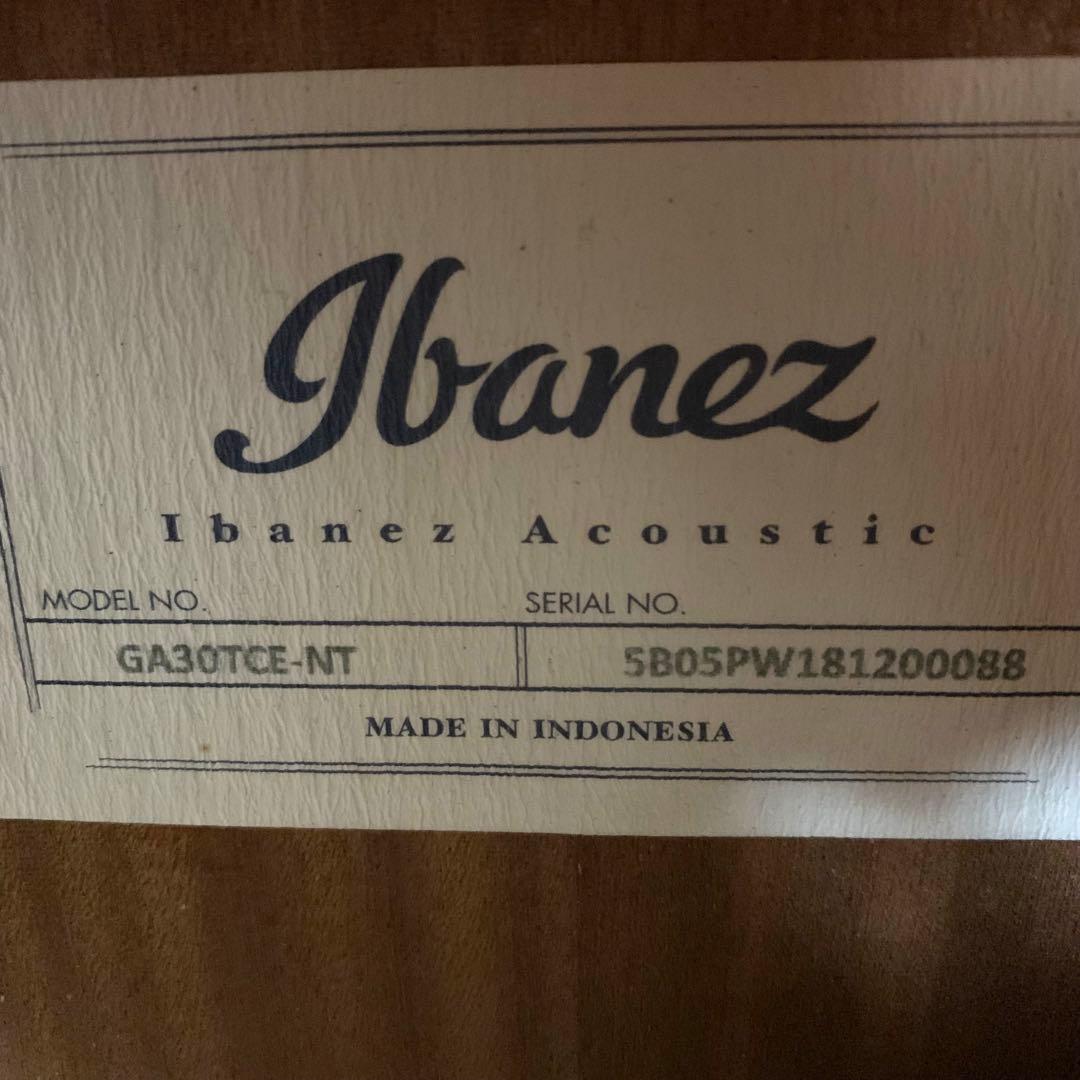 Ibanez
Ibanez Acoustic
MODEL NO. SERIAL NO.
GA30TCE-NT 5B05PW181200088
MADE IN INDONESIA